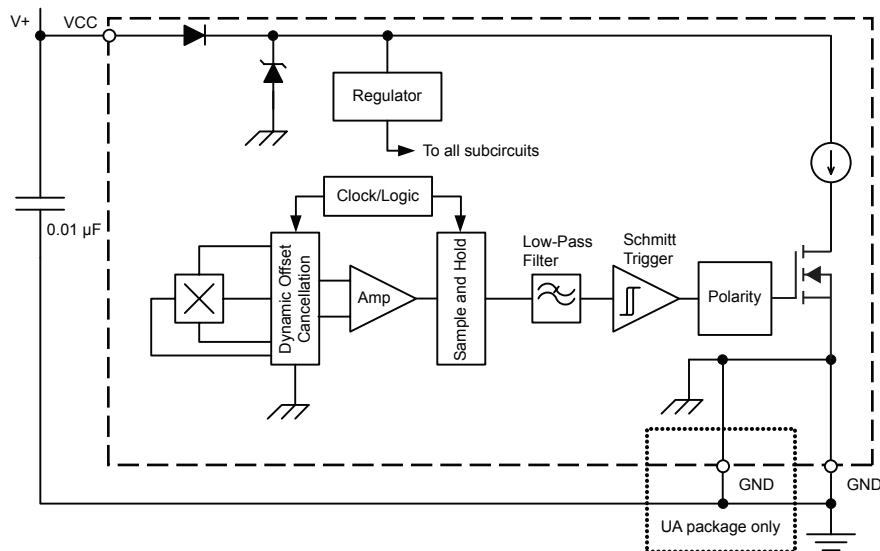 V+
VCC
Regulator
To all subcircuits
Clock/Logic
0.01 µF
Dynamic Offset
Cancellation
Amp
Sample and Hold
Low-Pass
Filter
Schmitt
Trigger
Polarity
GND
GND
UA package only